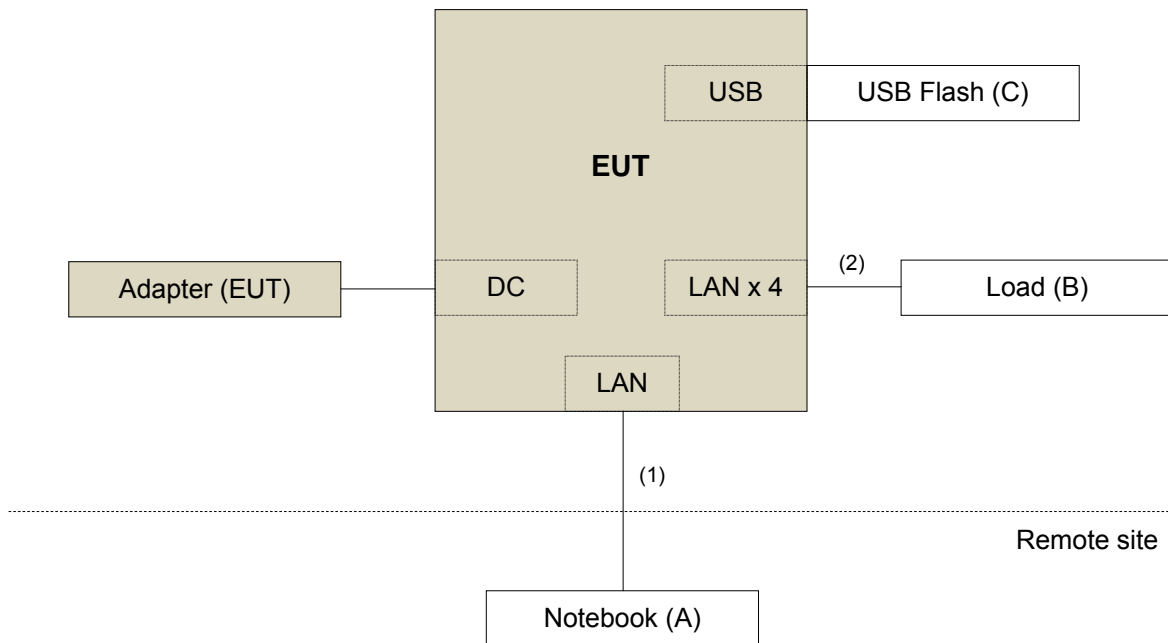 USB
USB Flash (C)
EUT
Adapter (EUT)
DC
LAN x 4
(2)
Load (B)
LAN
(1)
Remote site
Notebook (A)